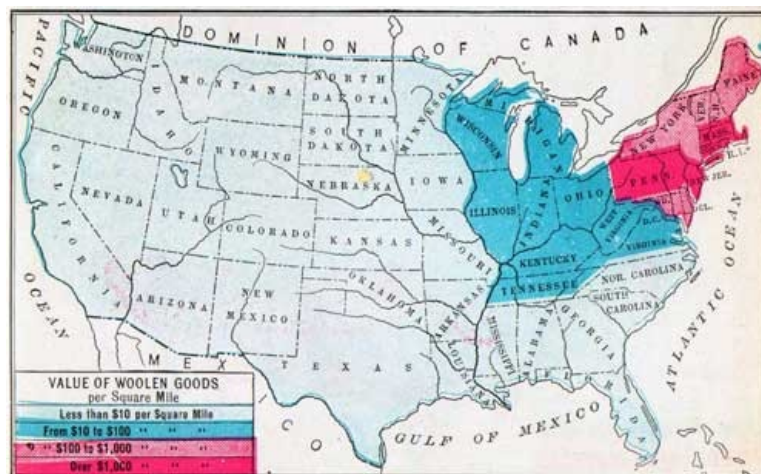 DOMINION OF CANADA
PACIFIC
OCEAN
WASHINGTON
OREGON
CALIFORNIA
IDAHO
NEVADA
MONTANA
WYOMING
UTAH
COLORADO
ARIZONA
NEW
MEXICO
NORTH
DAKOTA
SOUTH
DAKOTA
NEBRASKA
KANSAS
OKLAHOMA
TEXAS
MINNESOTA
IOWA
MISSOURI
ARKANSAS
LOUISIANA
WISCONSIN
MICHIGAN
ILLINOIS
INDIANA
OHIO
KENTUCKY
TENNESSEE
MISSISSIPPI
ALABAMA
GEORGIA
FLORIDA
WEST
VIRGINIA
VIRGINIA
D.C.
NOR. CAROLINA
SOUTH
CAROLINA
PENN.
NEW YORK
VER.
N.H.
MASS.
R.I.
NEW JER.
DEL.
ATLANTIC OCEAN
GULF OF MEXICO
MEXICO
VALUE OF WOOLEN GOODS
per Square Mile
Less than $10 per Square Mile
From $10 to $100 " " "
" $100 to $1,000 " " "
Over $1,000 " " "